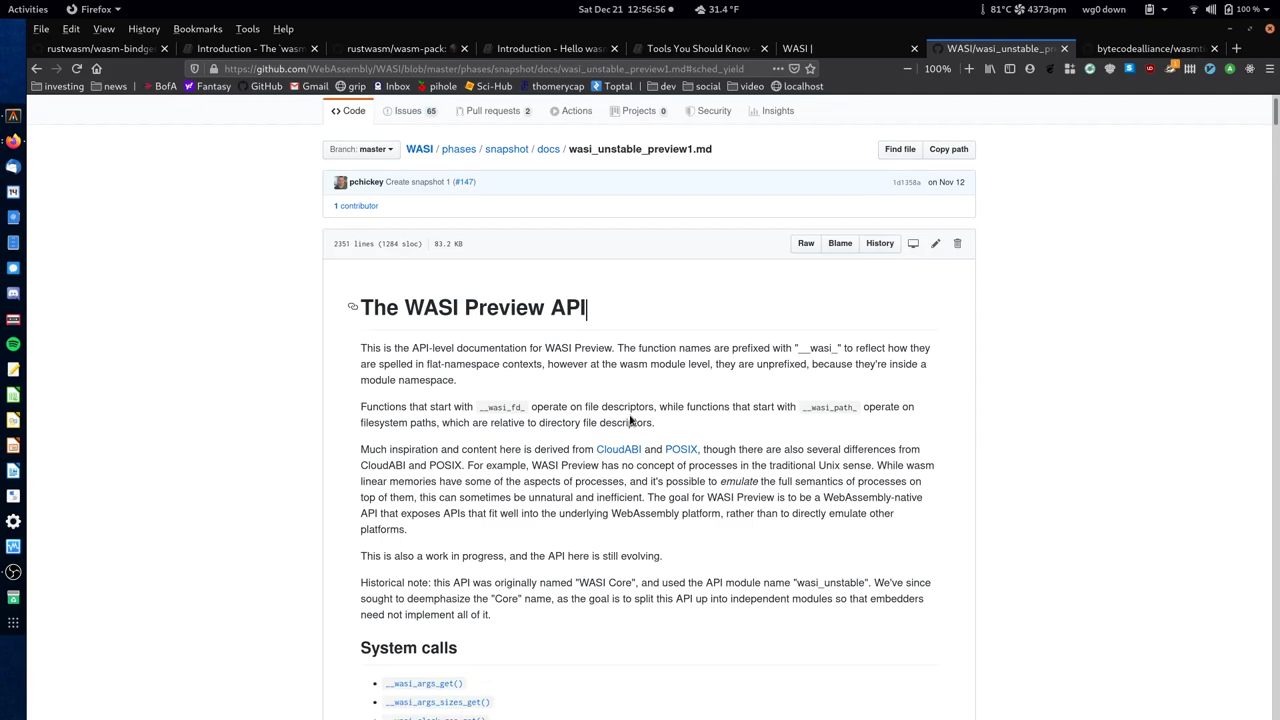 Activities Firefox Sat Dec 21 12:56:56 31.4 °F 81°C 4373rpm wg0 down 100 %
File Edit View History Bookmarks Tools Help
rustwasm/wasm-bindge Introduction - The `wasm rustwasm/wasm-pack: Introduction - Hello wasm Tools You Should Know - WASI | WASI/wasi_unstable_pre bytecodealliance/wasmt
https://github.com/WebAssembly/WASI/blob/master/phases/snapshot/docs/wasi_unstable_preview1.md#sched_yield 100%
investing news BofA Fantasy GitHub Gmail grip Inbox pihole Sci-Hub thomerycap Toptal dev social video localhost
Code Issues 65 Pull requests 2 Actions Projects 0 Security Insights
Branch: master WASI / phases / snapshot / docs / wasi_unstable_preview1.md Find file Copy path
pchickey Create snapshot 1 (#147) 1d1358a on Nov 12
1 contributor
2351 lines (1284 sloc) 83.2 KB Raw Blame History
The WASI Preview API
This is the API-level documentation for WASI Preview. The function names are prefixed with "__wasi_" to reflect how they
are spelled in flat-namespace contexts, however at the wasm module level, they are unprefixed, because they're inside a
module namespace.
Functions that start with __wasi_fd_ operate on file descriptors, while functions that start with __wasi_path_ operate on
filesystem paths, which are relative to directory file descriptors.
Much inspiration and content here is derived from CloudABI and POSIX, though there are also several differences from
CloudABI and POSIX. For example, WASI Preview has no concept of processes in the traditional Unix sense. While wasm
linear memories have some of the aspects of processes, and it's possible to emulate the full semantics of processes on
top of them, this can sometimes be unnatural and inefficient. The goal for WASI Preview is to be a WebAssembly-native
API that exposes APIs that fit well into the underlying WebAssembly platform, rather than to directly emulate other
platforms.
This is also a work in progress, and the API here is still evolving.
Historical note: this API was originally named "WASI Core", and used the API module name "wasi_unstable". We've since
sought to deemphasize the "Core" name, as the goal is to split this API up into independent modules so that embedders
need not implement all of it.
System calls
__wasi_args_get()
__wasi_args_sizes_get()